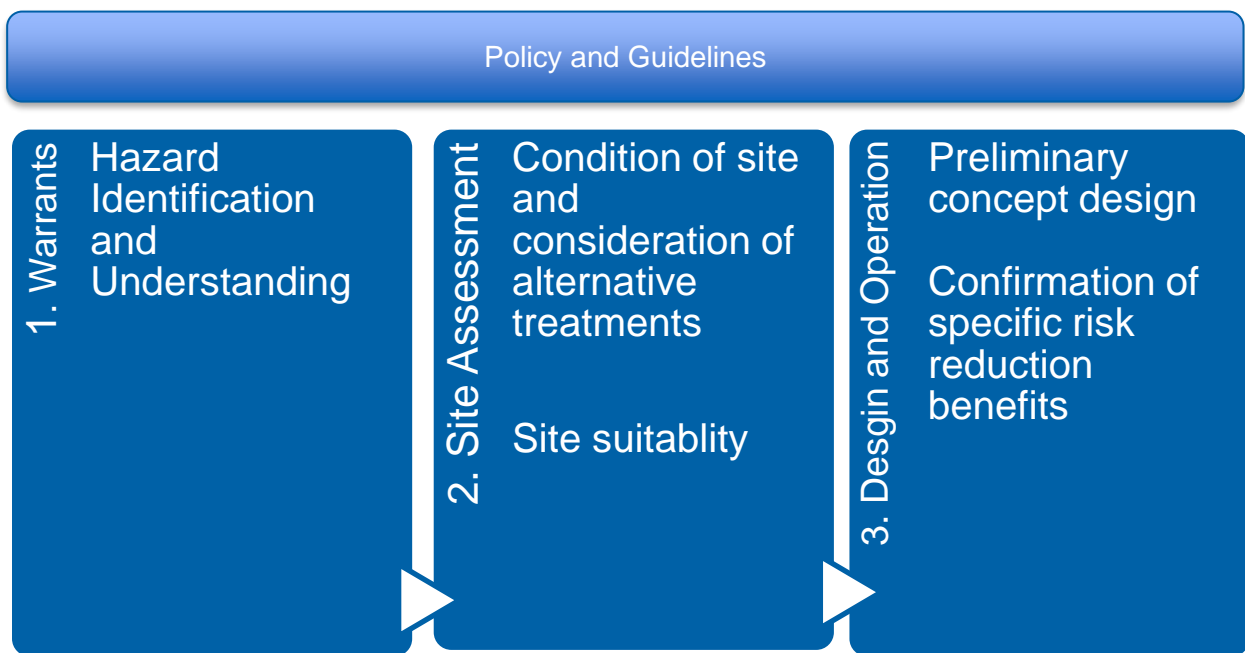 Policy and Guidelines
1. Warrants
Hazard
Identification
and
Understanding
2. Site Assessment
Condition of site
and
consideration of
alternative
treatments
Site suitablity
3. Desgin and Operation
Preliminary
concept design
Confirmation of
specific risk
reduction
benefits